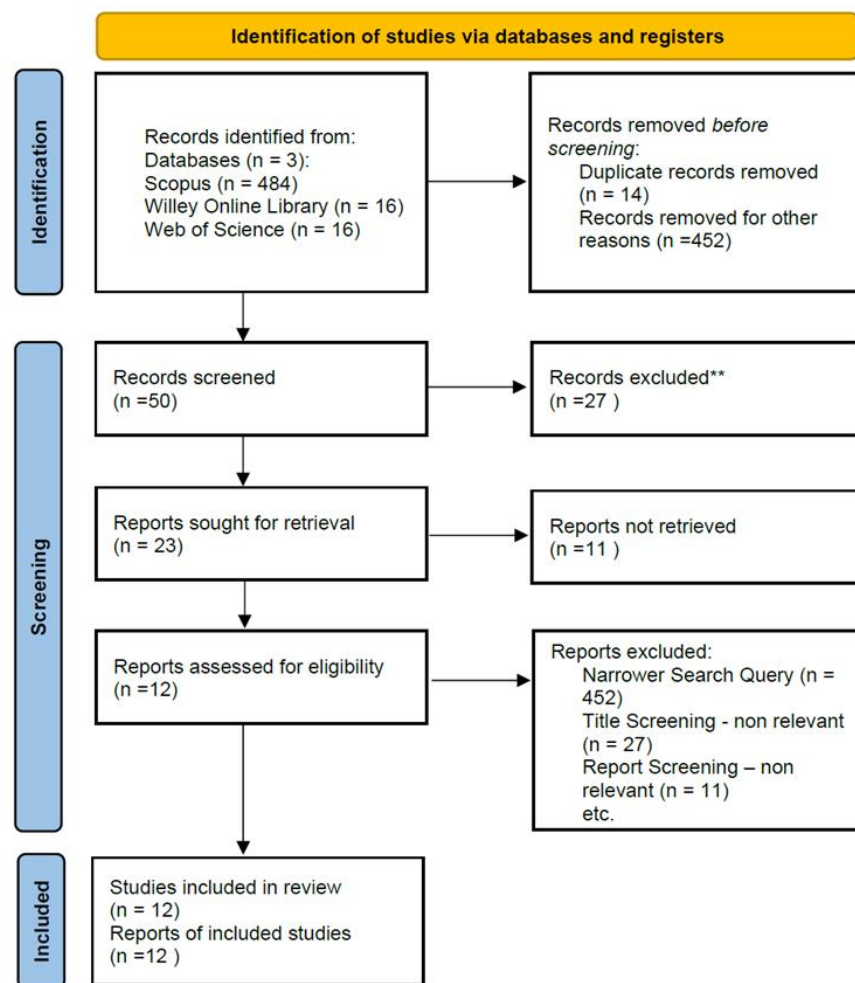 Identification of studies via databases and registers
Identification
Records identified from:
Databases (n = 3):
Scopus (n = 484)
Willey Online Library (n = 16)
Web of Science (n = 16)
Records removed before
screening:
Duplicate records removed
(n = 14)
Records removed for other
reasons (n =452)
Screening
Records screened
(n =50)
Records excluded**
(n =27 )
Reports sought for retrieval
(n = 23)
Reports not retrieved
(n =11 )
Reports assessed for eligibility
(n =12)
Reports excluded:
Narrower Search Query (n =
452)
Title Screening - non relevant
(n = 27)
Report Screening – non
relevant (n = 11)
etc.
Included
Studies included in review
(n = 12)
Reports of included studies
(n =12 )